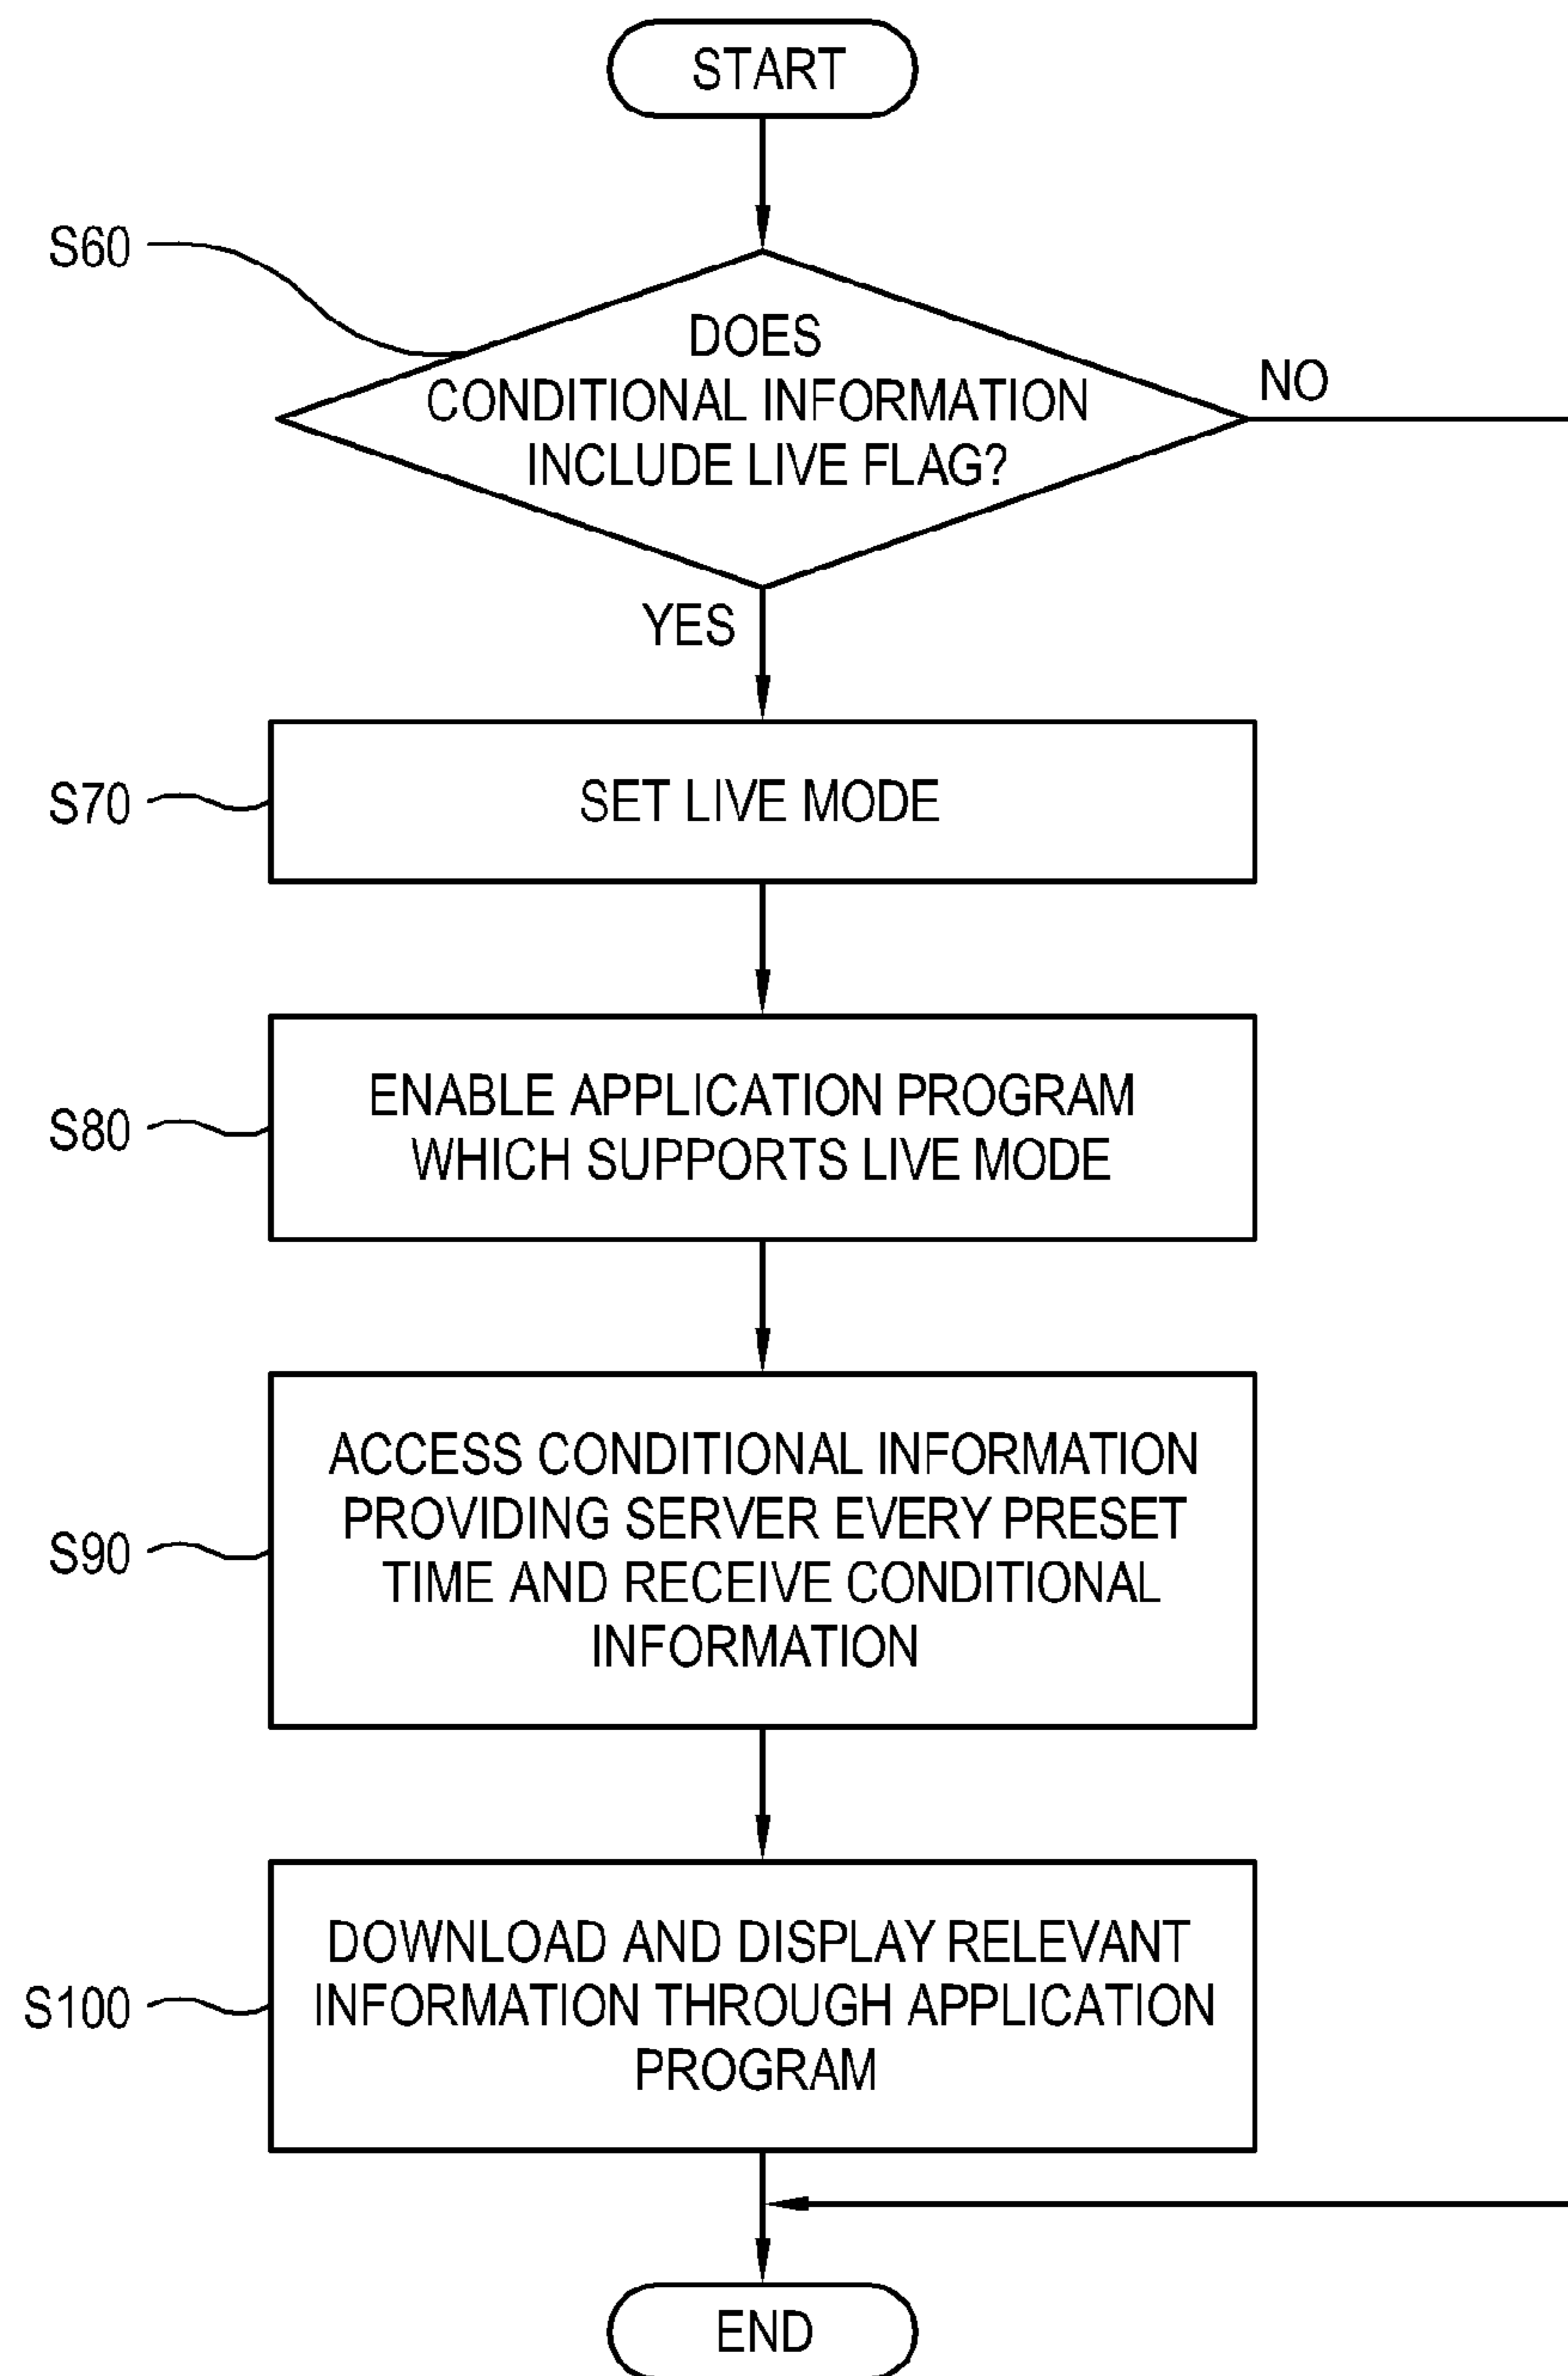 START
S60
DOES
CONDITIONAL INFORMATION
INCLUDE LIVE FLAG?
NO
YES
S70
SET LIVE MODE
S80
ENABLE APPLICATION PROGRAM
WHICH SUPPORTS LIVE MODE
S90
ACCESS CONDITIONAL INFORMATION
PROVIDING SERVER EVERY PRESET
TIME AND RECEIVE CONDITIONAL
INFORMATION
S100
DOWNLOAD AND DISPLAY RELEVANT
INFORMATION THROUGH APPLICATION
PROGRAM
END